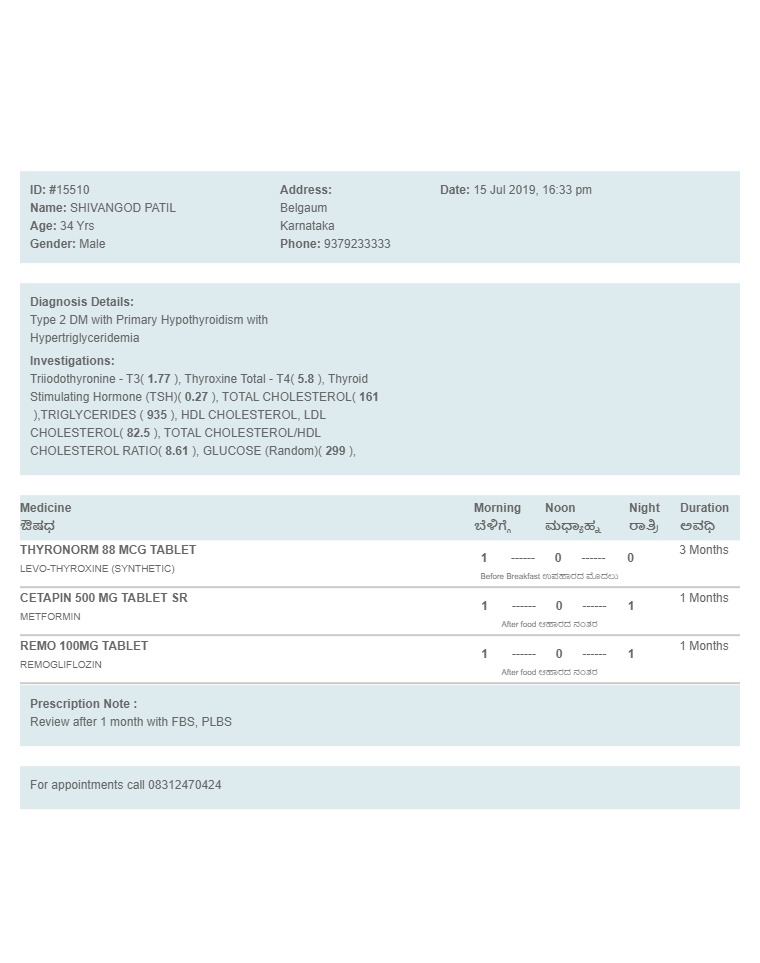 ID: #15510
Name: SHIVANGOD PATIL
Age: 34 Yrs
Gender: Male
Address:
Belgaum
Karnataka
Phone: 9379233333
Date: 15 Jul 2019, 16:33 pm
Diagnosis Details:
Type 2 DM with Primary Hypothyroidism with
Hypertriglyceridemia
Investigations:
Triiodothyronine - T3( 1.77 ), Thyroxine Total - T4( 5.8 ), Thyroid
Stimulating Hormone (TSH)( 0.27 ), TOTAL CHOLESTEROL( 161
),TRIGLYCERIDES ( 935 ), HDL CHOLESTEROL, LDL
CHOLESTEROL( 82.5 ), TOTAL CHOLESTEROL/HDL
CHOLESTEROL RATIO( 8.61 ), GLUCOSE (Random)( 299 ),
Medicine Morning Noon Night Duration
ಔಷಧ ಬೆಳಿಗ್ಗೆ ಮಧ್ಯಾಹ್ನ ರಾತ್ರಿ ಅವಧಿ
THYRONORM 88 MCG TABLET 3 Months
1 ------ 0 ------ 0
LEVO-THYROXINE (SYNTHETIC)
Before Breakfast ಉಪಹಾರದ ಮೊದಲು
CETAPIN 500 MG TABLET SR 1 Months
1 ------ 0 ------ 1
METFORMIN
After food ಆಹಾರದ ನಂತರ
REMO 100MG TABLET 1 Months
1 ------ 0 ------ 1
REMOGLIFLOZIN
After food ಆಹಾರದ ನಂತರ
Prescription Note :
Review after 1 month with FBS, PLBS
For appointments call 08312470424